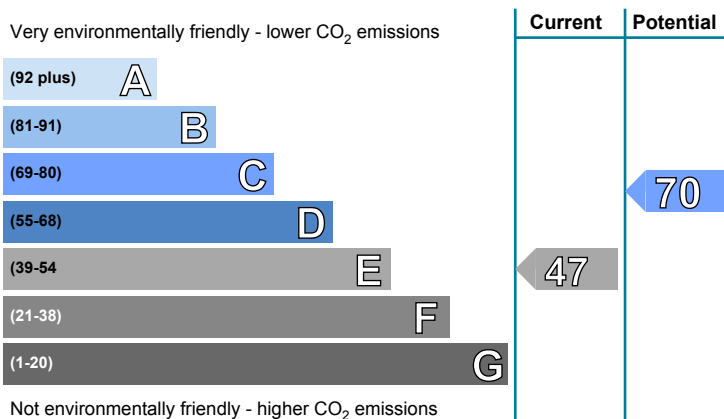 Current Potential
Very environmentally friendly - lower CO2 emissions
(92 plus) A
(81-91) B
(69-80) C
70
(55-68) D
(39-54 E 47
(21-38) F
(1-20) G
Not environmentally friendly - higher CO2 emissions